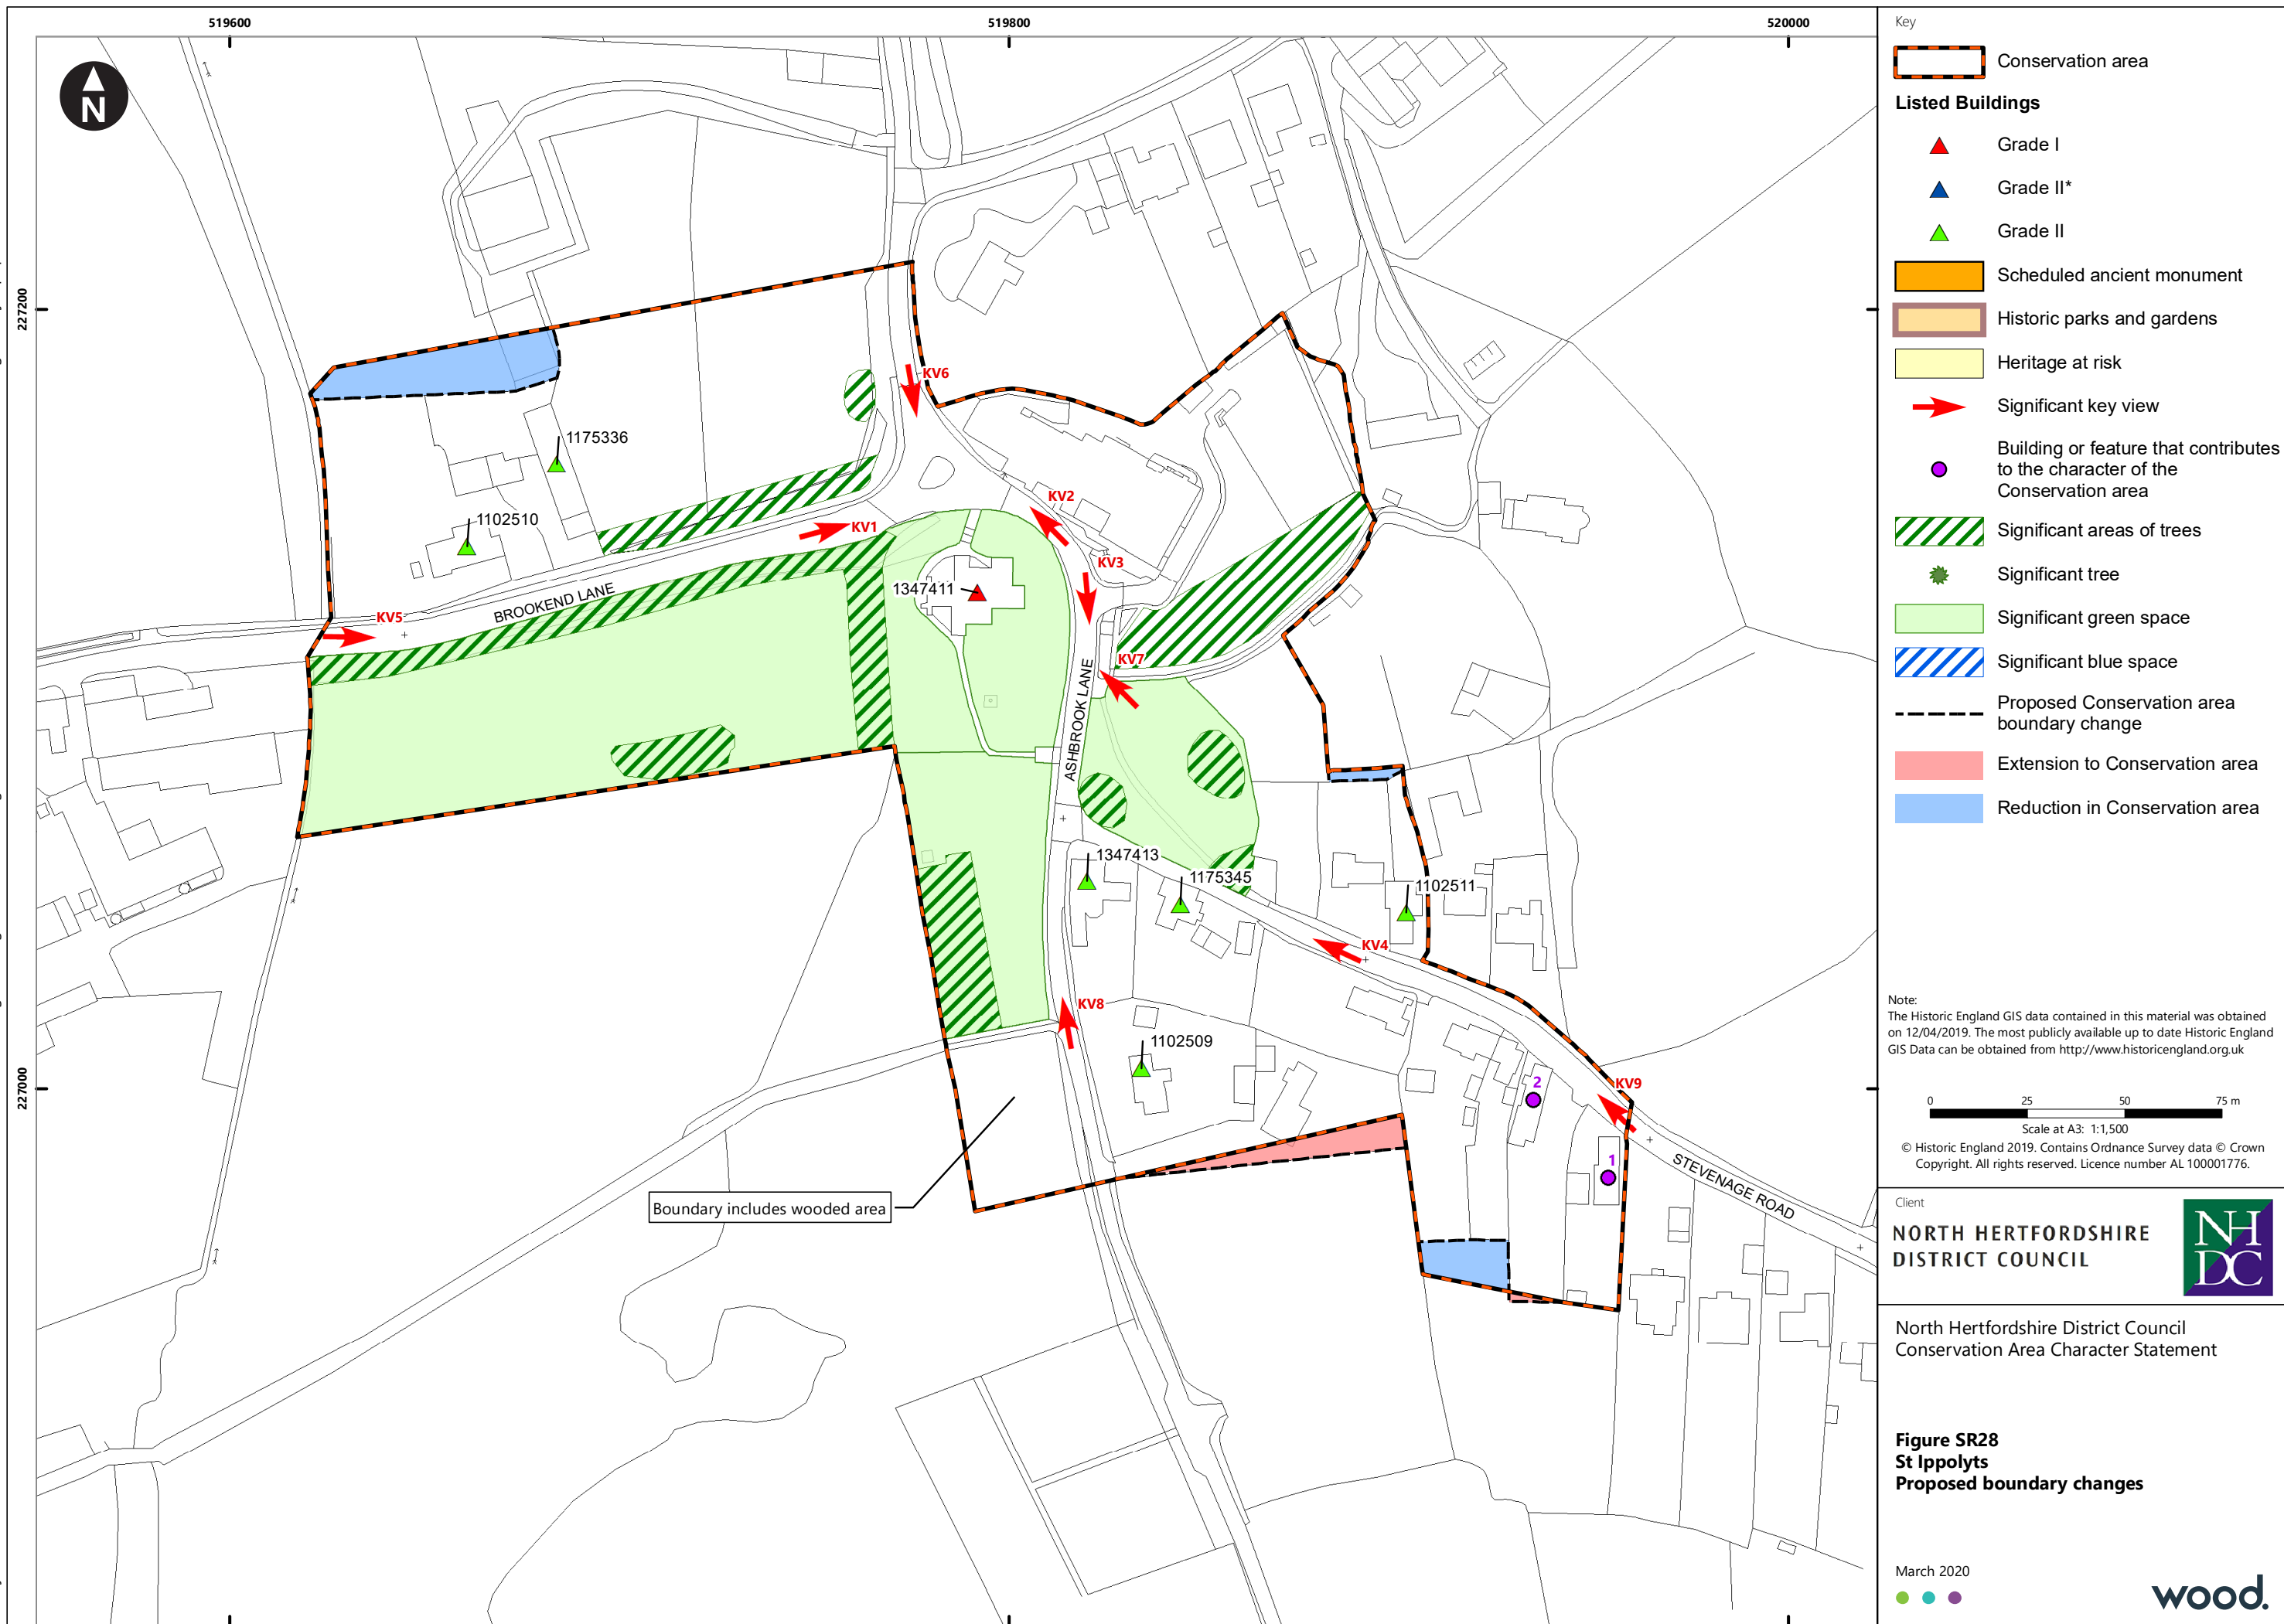 519600
519800
520000
227200
227000
N
KV6
1175336
1102510
KV2
KV1
KV3
1347411
BROOKEND LANE
KV5
KV7
ASHBROOK LANE
1347413
1175345
1102511
KV4
KV8
1102509
2
KV9
1
STEVENAGE ROAD
Boundary includes wooded area
Key
Conservation area
Listed Buildings
Grade I
Grade II*
Grade II
Scheduled ancient monument
Historic parks and gardens
Heritage at risk
Significant key view
Building or feature that contributes
to the character of the
Conservation area
Significant areas of trees
Significant tree
Significant green space
Significant blue space
Proposed Conservation area
boundary change
Extension to Conservation area
Reduction in Conservation area
Note:
The Historic England GIS data contained in this material was obtained
on 12/04/2019. The most publicly available up to date Historic England
GIS Data can be obtained from http://www.historicengland.org.uk
0 25 50 75 m
Scale at A3: 1:1,500
© Historic England 2019. Contains Ordnance Survey data © Crown
Copyright. All rights reserved. Licence number AL 100001776.
Client
NORTH HERTFORDSHIRE
DISTRICT COUNCIL
NH
DC
North Hertfordshire District Council
Conservation Area Character Statement
Figure SR28
St Ippolyts
Proposed boundary changes
March 2020
wood.